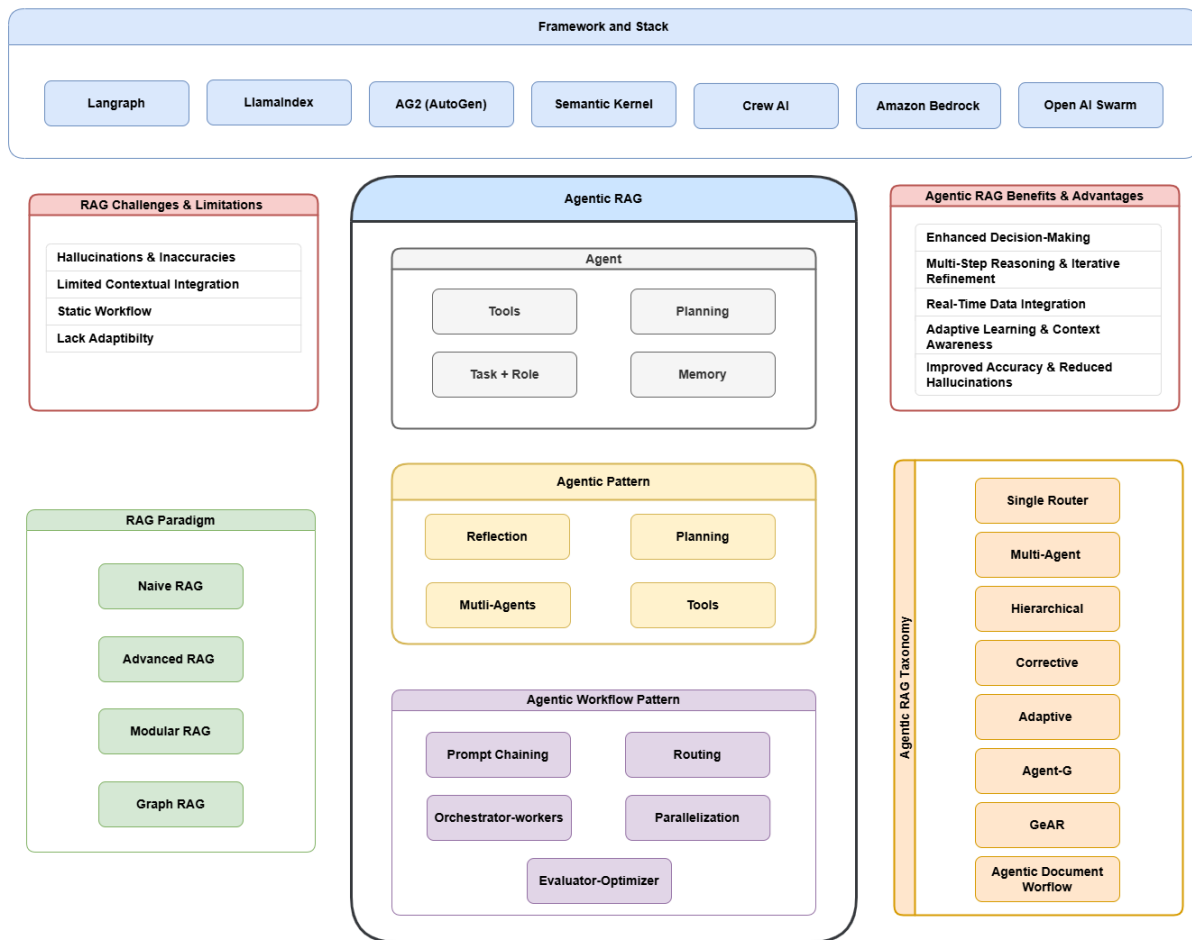 Framework and Stack
Langraph
LlamaIndex
AG2 (AutoGen)
Semantic Kernel
Crew AI
Amazon Bedrock
Open AI Swarm
RAG Challenges & Limitations
Hallucinations & Inaccuracies
Limited Contextual Integration
Static Workflow
Lack Adaptibilty
RAG Paradigm
Naive RAG
Advanced RAG
Modular RAG
Graph RAG
Agentic RAG
Agent
Tools
Planning
Task + Role
Memory
Agentic Pattern
Reflection
Planning
Mutli-Agents
Tools
Agentic Workflow Pattern
Prompt Chaining
Routing
Orchestrator-workers
Parallelization
Evaluator-Optimizer
Agentic RAG Benefits & Advantages
Enhanced Decision-Making
Multi-Step Reasoning & Iterative
Refinement
Real-Time Data Integration
Adaptive Learning & Context
Awareness
Improved Accuracy & Reduced
Hallucinations
Agentic RAG Taxonomy
Single Router
Multi-Agent
Hierarchical
Corrective
Adaptive
Agent-G
GeAR
Agentic Document
Worflow